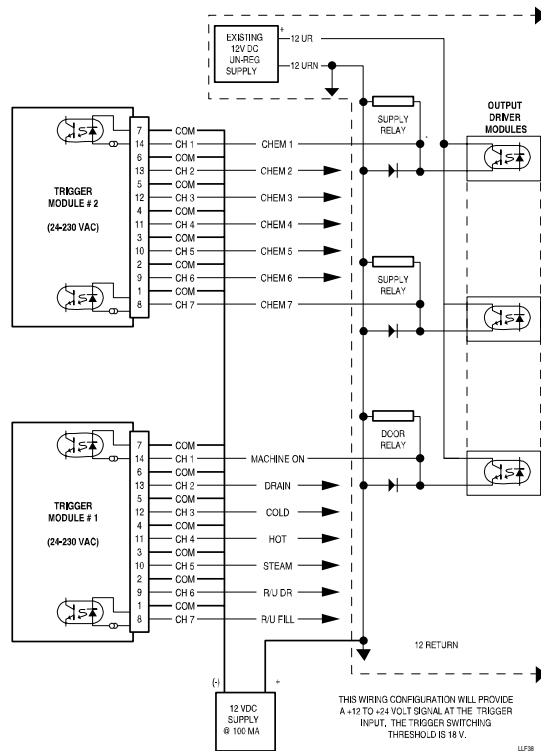 EXISTING
12V DC
UN-REG
SUPPLY
+
12 UR
12 URN
SUPPLY
RELAY
OUTPUT
DRIVER
MODULES
TRIGGER
MODULE # 2
(24-230 VAC)
7 COM
14 CH 1 CHEM 1
6 COM
13 CH 2 CHEM 2
5 COM
12 CH 3 CHEM 3
4 COM
11 CH 4 CHEM 4
3 COM
10 CH 5 CHEM 5
2 COM
9 CH 6 CHEM 6
1 COM
8 CH 7 CHEM 7
SUPPLY
RELAY
DOOR
RELAY
TRIGGER
MODULE # 1
(24-230 VAC)
7 COM
14 CH 1 MACHINE ON
6 COM
13 CH 2 DRAIN
5 COM
12 CH 3 COLD
4 COM
11 CH 4 HOT
3 COM
10 CH 5 STEAM
2 COM
9 CH 6 R/U DR
1 COM
8 CH 7 R/U FILL
12 RETURN
(-) +
12 VDC
SUPPLY
@ 100 MA
THIS WIRING CONFIGURATION WILL PROVIDE
A +12 TO +24 VOLT SIGNAL AT THE TRIGGER
INPUT, THE TRIGGER SWITCHING
THRESHOLD IS 18 V.
LLF38